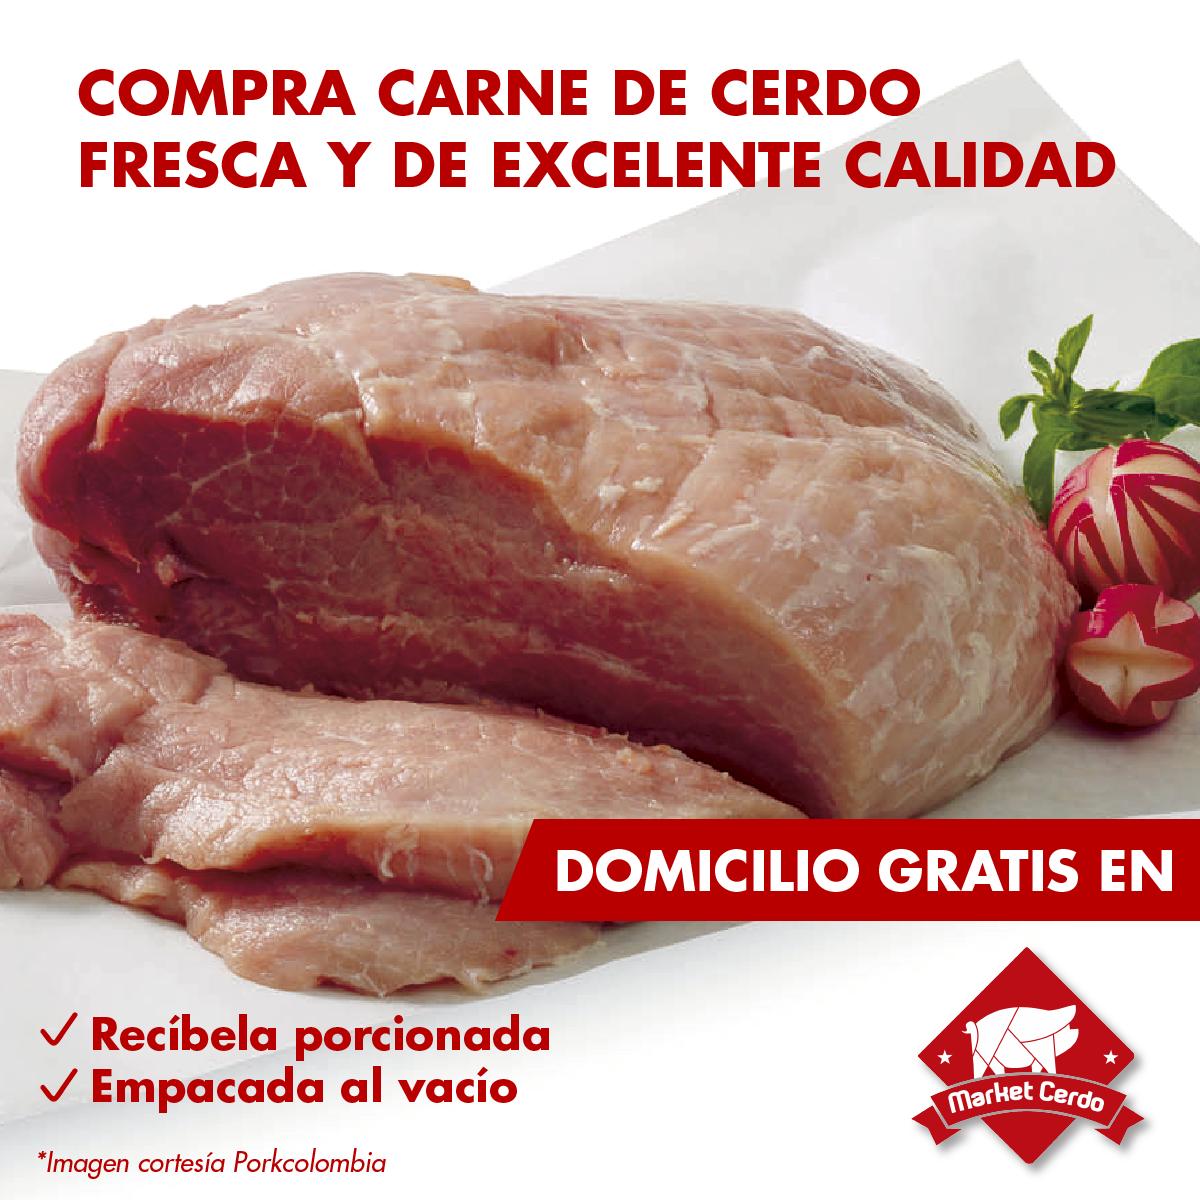 COMPRA CARNE DE CERDO
FRESCA Y DE EXCELENTE CALIDAD
DOMICILIO GRATIS EN
✓ Recíbela porcionada
✓ Empacada al vacío
Market Cerdo
*Imagen cortesía Porkcolombia